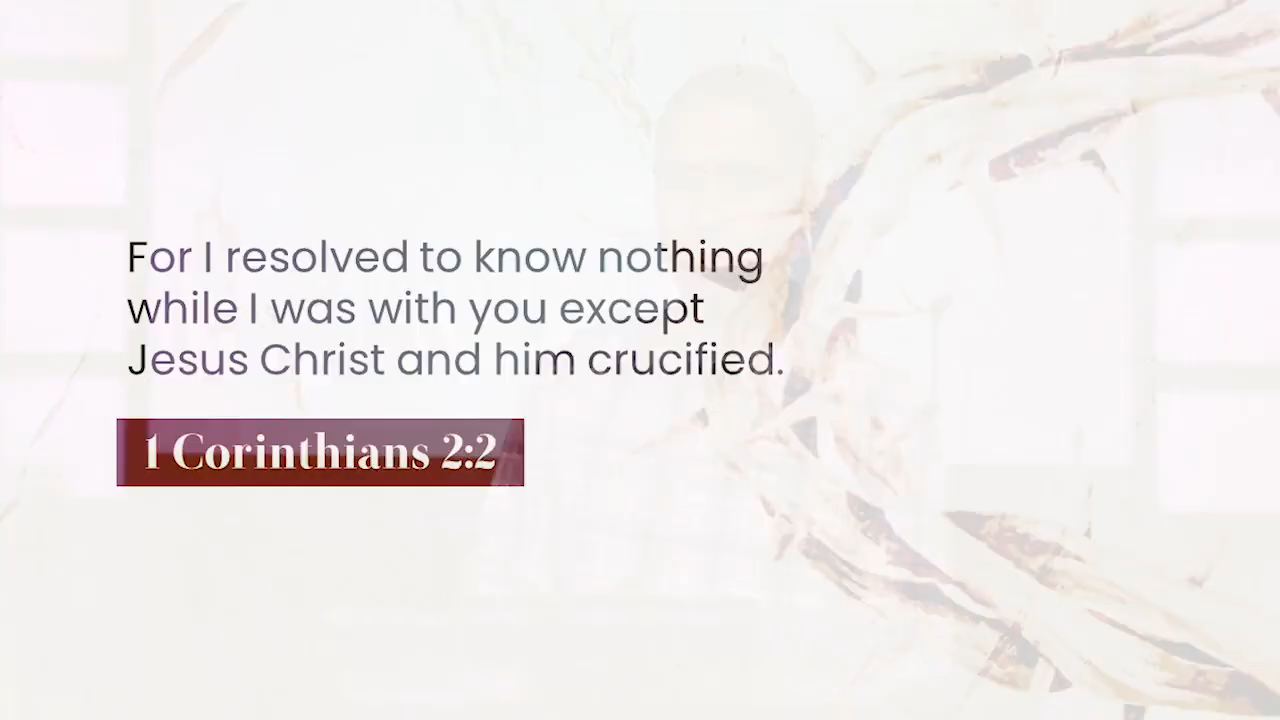 For I resolved to know nothing
while I was with you except
Jesus Christ and him crucified.
1 Corinthians 2:2